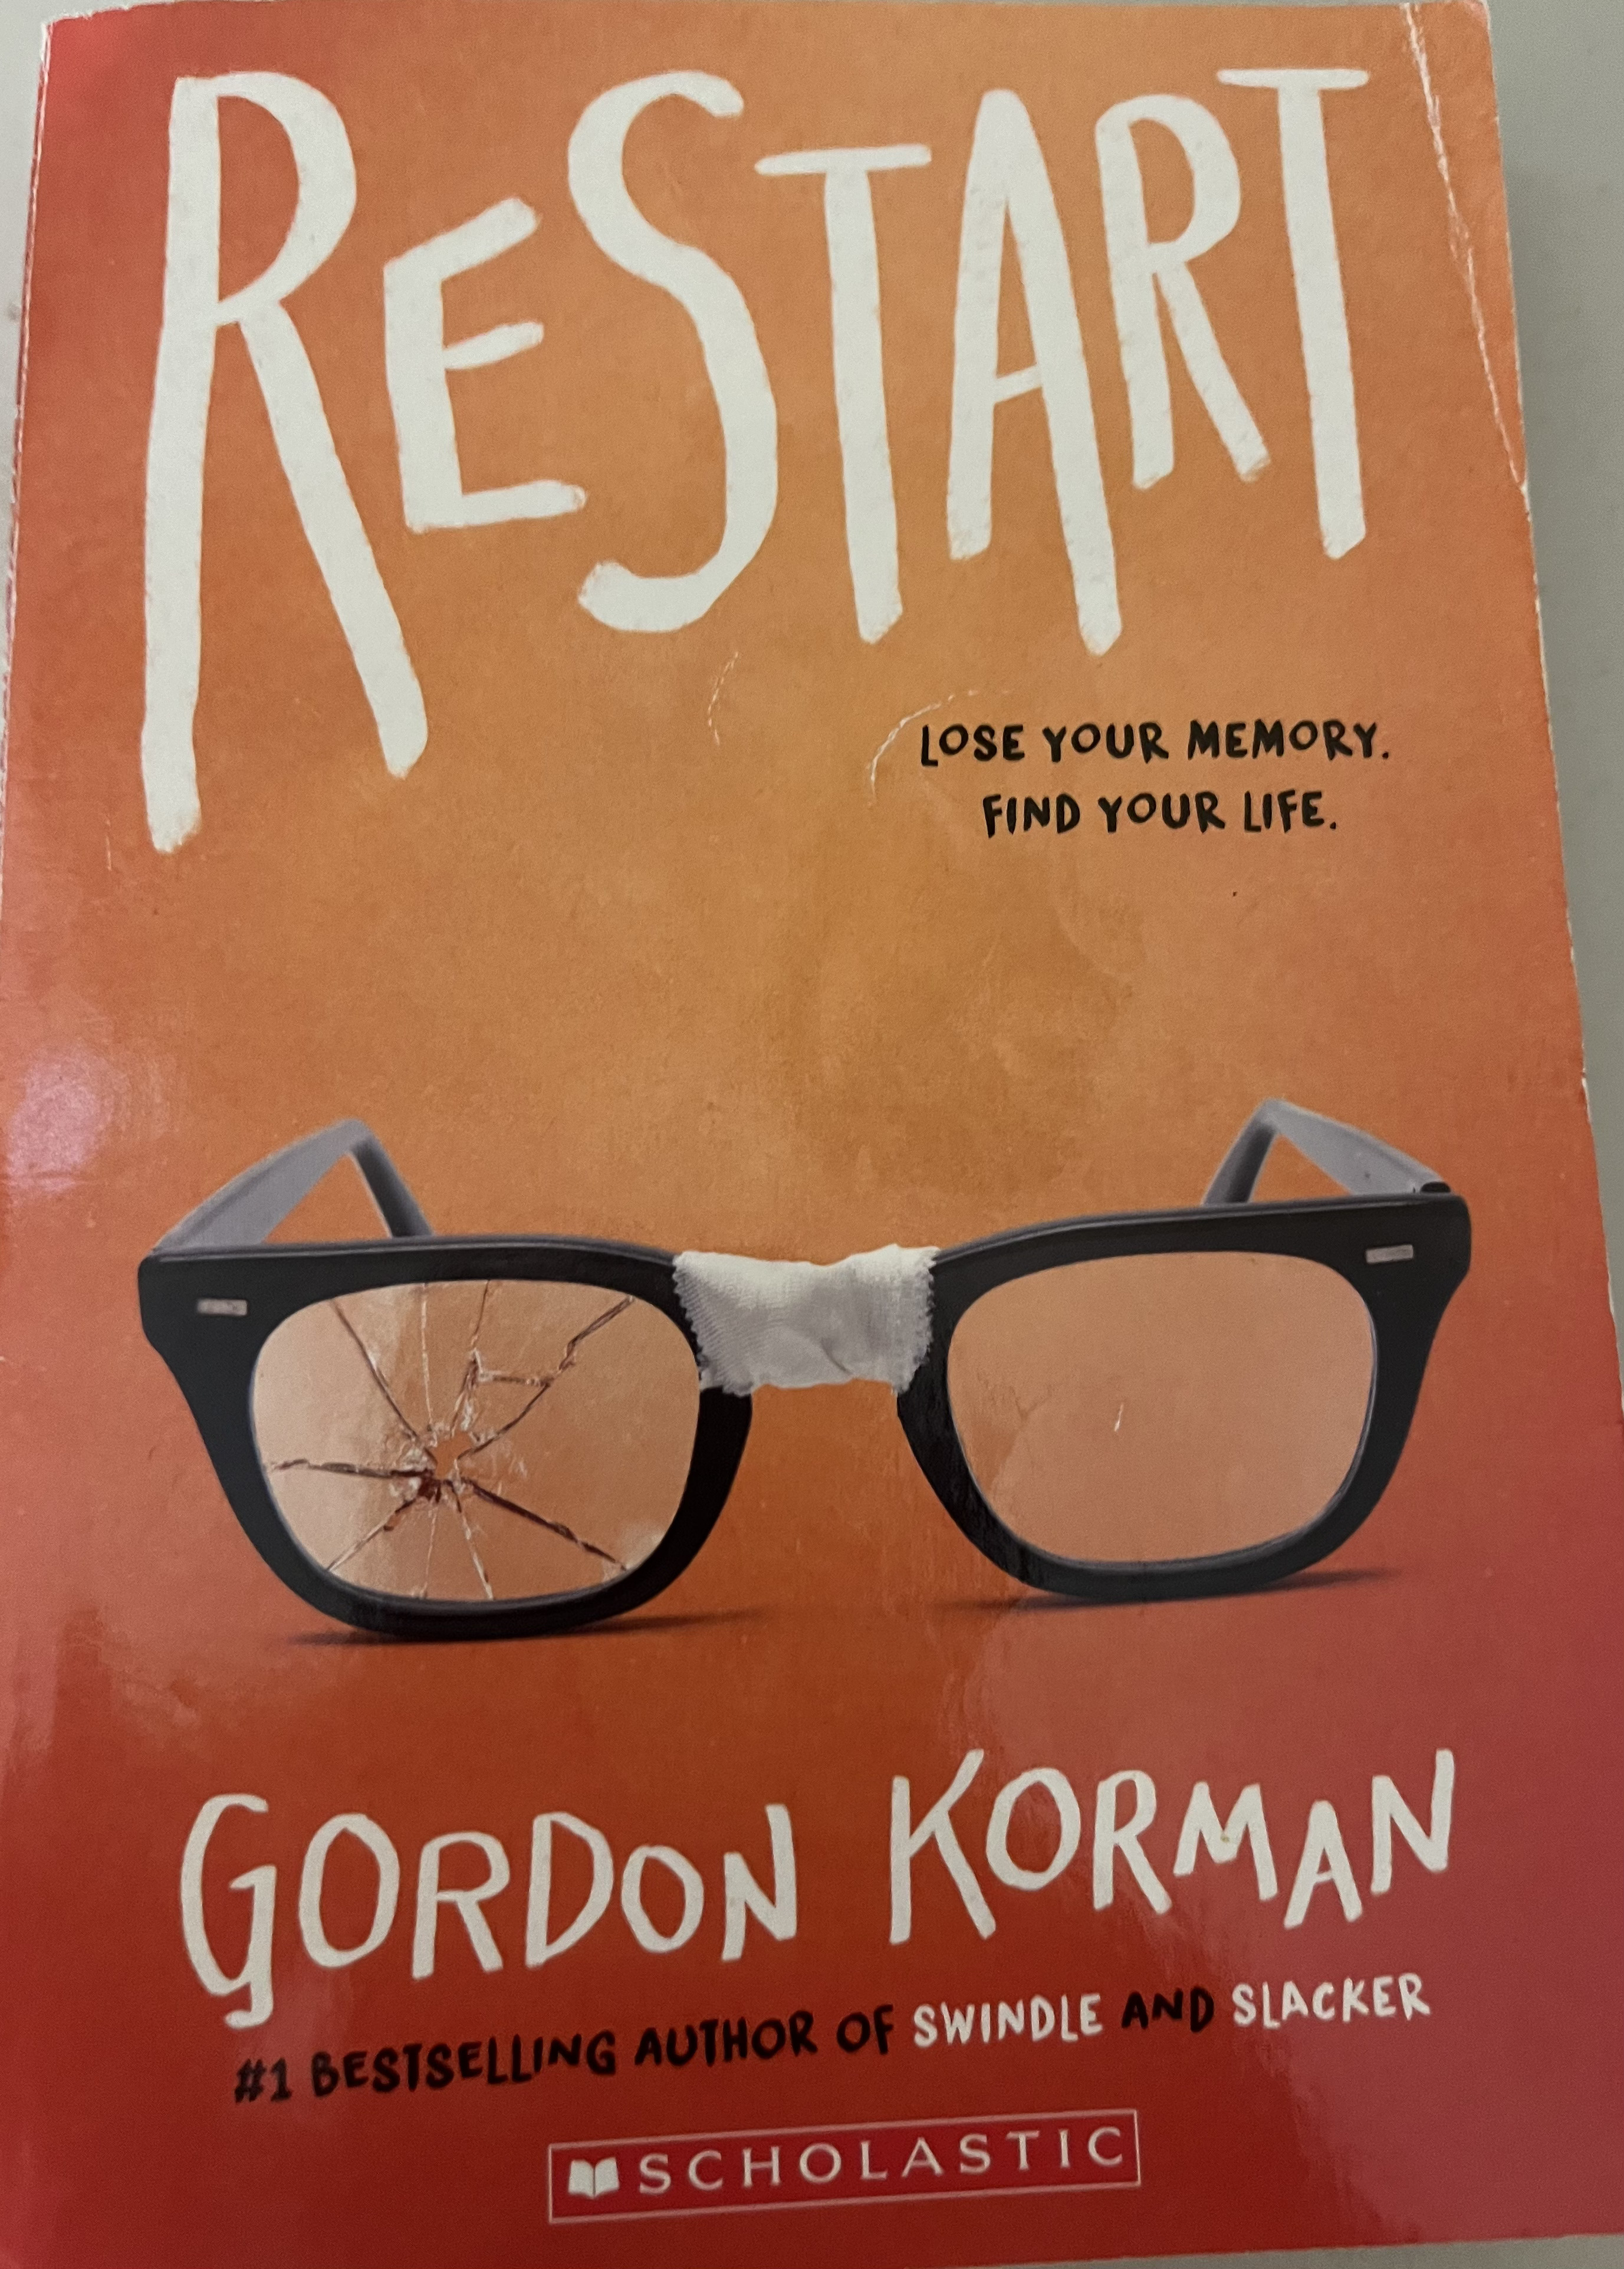 RESTART
LOSE YOUR MEMORY.
FIND YOUR LIFE.
GORDON KORMAN
#1 BESTSELLING AUTHOR OF SWINDLE AND SLACKER
SCHOLASTIC